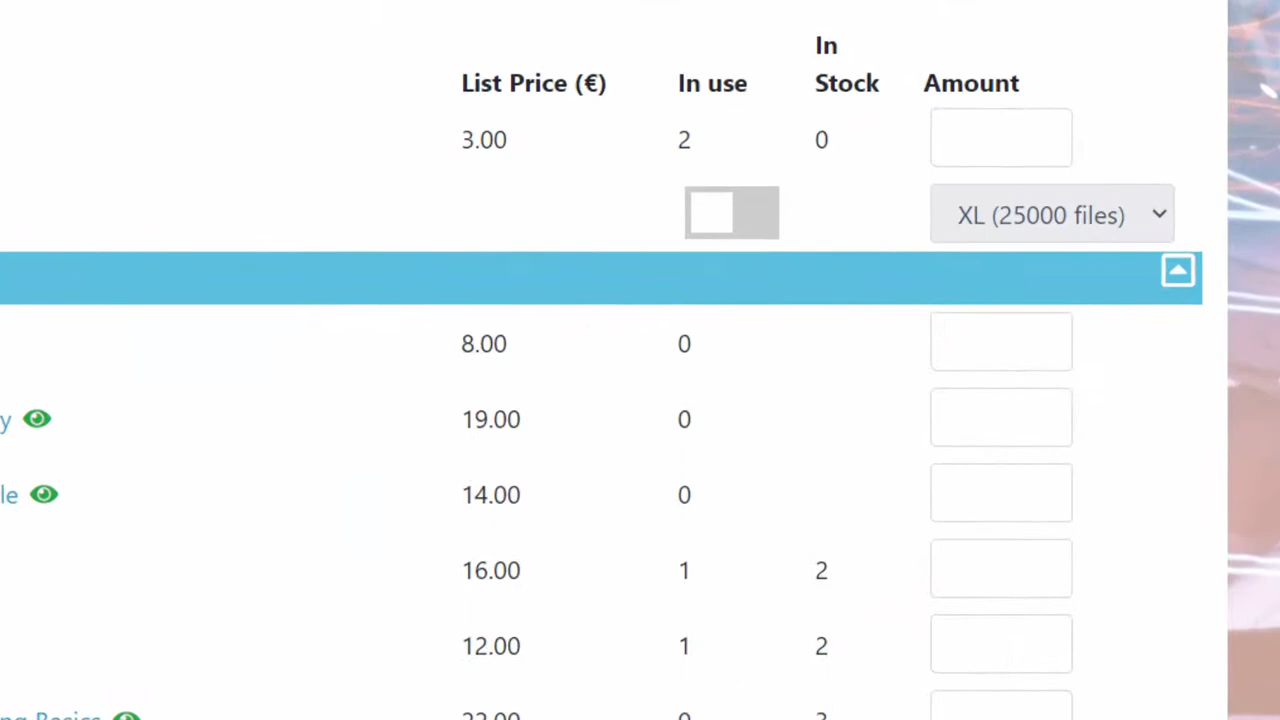 In
List Price (€) In use Stock Amount
3.00 2 0
XL (25000 files)
8.00 0
y 19.00 0
le 14.00 0
16.00 1 2
12.00 1 2